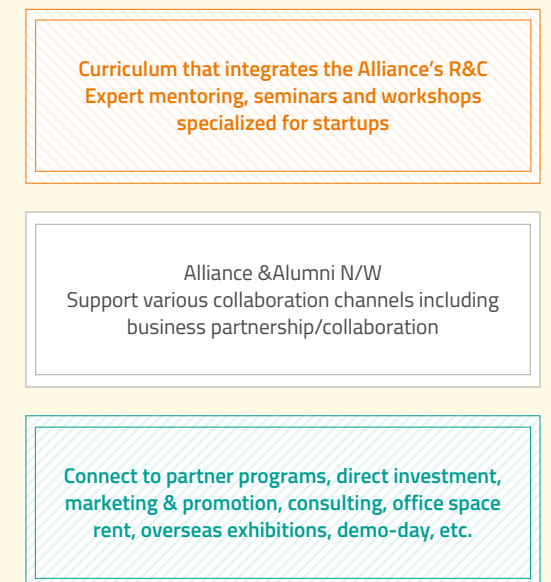 Curriculum that integrates the Alliance's R&C
Expert mentoring, seminars and workshops
specialized for startups
Alliance &Alumni N/W
Support various collaboration channels including
business partnership/collaboration
Connect to partner programs, direct investment,
marketing & promotion, consulting, office space
rent, overseas exhibitions, demo-day, etc.